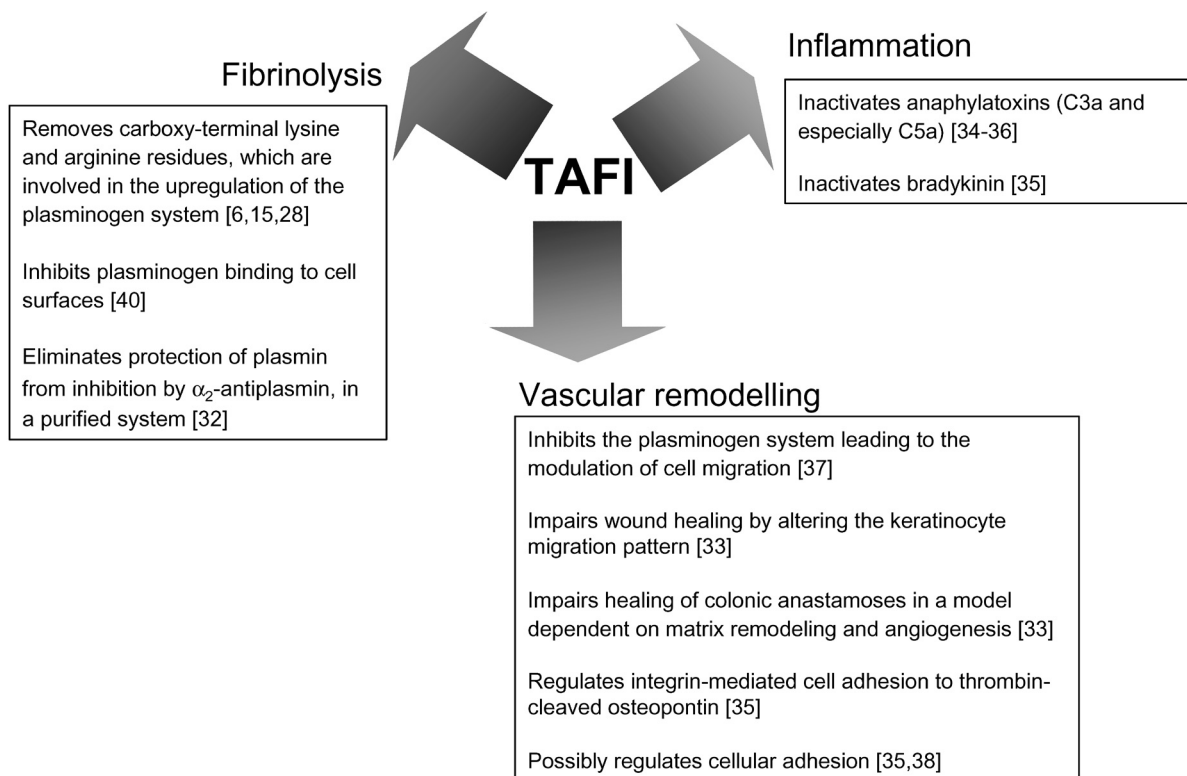 Fibrinolysis
Removes carboxy-terminal lysine
and arginine residues, which are
involved in the upregulation of the
plasminogen system [6,15,28]
Inhibits plasminogen binding to cell
surfaces [40]
Eliminates protection of plasmin
from inhibition by α₂-antiplasmin, in
a purified system [32]
TAFI
Inflammation
Inactivates anaphylatoxins (C3a and
especially C5a) [34-36]
Inactivates bradykinin [35]
Vascular remodelling
Inhibits the plasminogen system leading to the
modulation of cell migration [37]
Impairs wound healing by altering the keratinocyte
migration pattern [33]
Impairs healing of colonic anastamoses in a model
dependent on matrix remodeling and angiogenesis [33]
Regulates integrin-mediated cell adhesion to thrombin-
cleaved osteopontin [35]
Possibly regulates cellular adhesion [35,38]